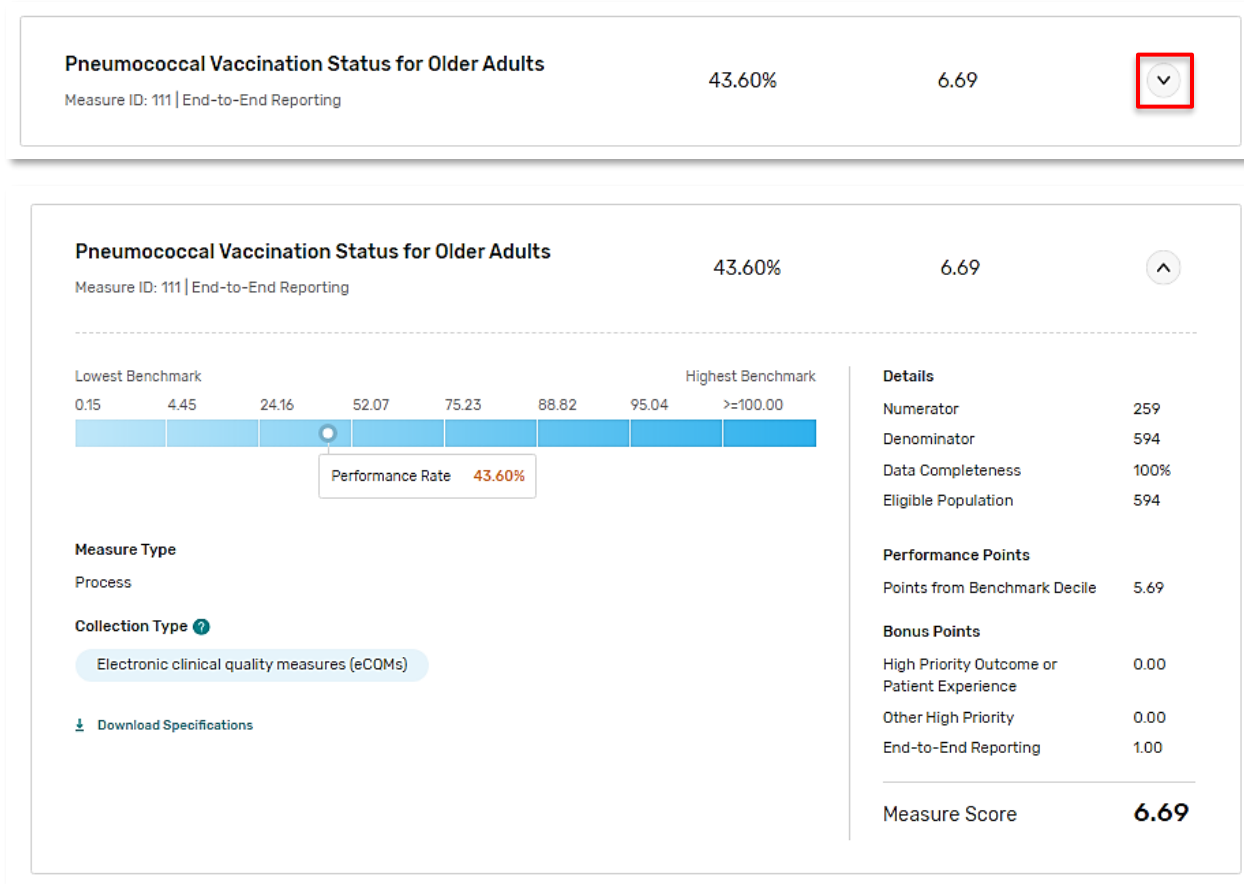 Pneumococcal Vaccination Status for Older Adults
43.60%
6.69
Measure ID: 111 | End-to-End Reporting
Pneumococcal Vaccination Status for Older Adults
43.60%
6.69
Measure ID: 111 | End-to-End Reporting
Lowest Benchmark
Highest Benchmark
0.15 4.45 24.16 52.07 75.23 88.82 95.04 >=100.00
Performance Rate 43.60%
Measure Type
Process
Collection Type ?
Electronic clinical quality measures (eCQMs)
Download Specifications
Details
Numerator 259
Denominator 594
Data Completeness 100%
Eligible Population 594
Performance Points
Points from Benchmark Decile 5.69
Bonus Points
High Priority Outcome or 0.00
Patient Experience
Other High Priority 0.00
End-to-End Reporting 1.00
Measure Score 6.69